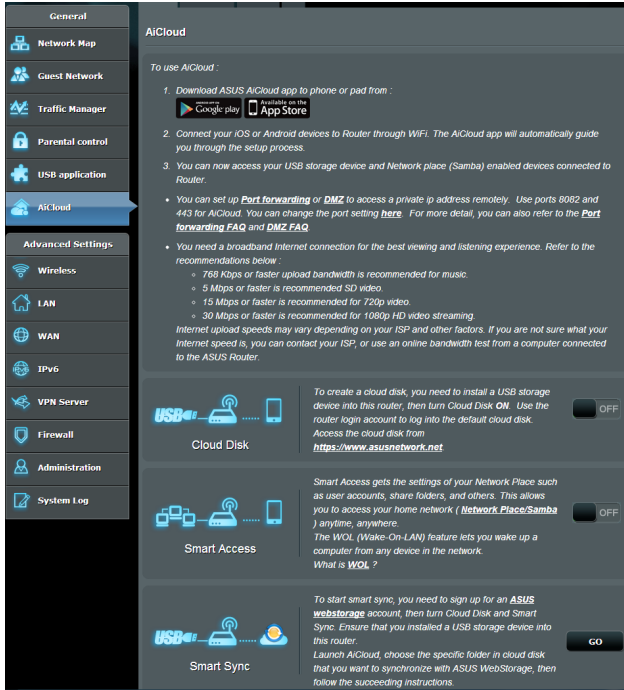 General
Network Map
Guest Network
Traffic Manager
Parental control
USB application
AiCloud
Advanced Settings
Wireless
LAN
WAN
IPv6
VPN Server
Firewall
Administration
System Log
AiCloud
To use AiCloud :
1. Download ASUS AiCloud app to phone or pad from :
ANDROID APP ON
Google play
Available on the
App Store
2. Connect your iOS or Android devices to Router through WiFi. The AiCloud app will automatically guide
you through the setup process.
3. You can now access your USB storage device and Network place (Samba) enabled devices connected to
Router.
• You can set up Port forwarding or DMZ to access a private ip address remotely. Use ports 8082 and
443 for AiCloud. You can change the port setting here. For more detail, you can also refer to the Port
forwarding FAQ and DMZ FAQ.
• You need a broadband Internet connection for the best viewing and listening experience. Refer to the
recommendations below :
○ 768 Kbps or faster upload bandwidth is recommended for music.
○ 5 Mbps or faster is recommended SD video.
○ 15 Mbps or faster is recommended for 720p video.
○ 30 Mbps or faster is recommended for 1080p HD video streaming.
Internet upload speeds may vary depending on your ISP and other factors. If you are not sure what your
Internet speed is, you can contact your ISP, or use an online bandwidth test from a computer connected
to the ASUS Router.
USB
Cloud Disk
To create a cloud disk, you need to install a USB storage
device into this router, then turn Cloud Disk ON. Use the
router login account to log into the default cloud disk.
Access the cloud disk from
https://www.asusnetwork.net.
OFF
Smart Access
Smart Access gets the settings of your Network Place such
as user accounts, share folders, and others. This allows
you to access your home network ( Network Place/Samba
) anytime, anywhere.
The WOL (Wake-On-LAN) feature lets you wake up a
computer from any device in the network.
What is WOL ?
OFF
USB
Smart Sync
To start smart sync, you need to sign up for an ASUS
webstorage account, then turn Cloud Disk and Smart
Sync. Ensure that you installed a USB storage device into
this router.
Launch AiCloud, choose the specific folder in cloud disk
that you want to synchronize with ASUS WebStorage, then
follow the succeeding instructions.
GO